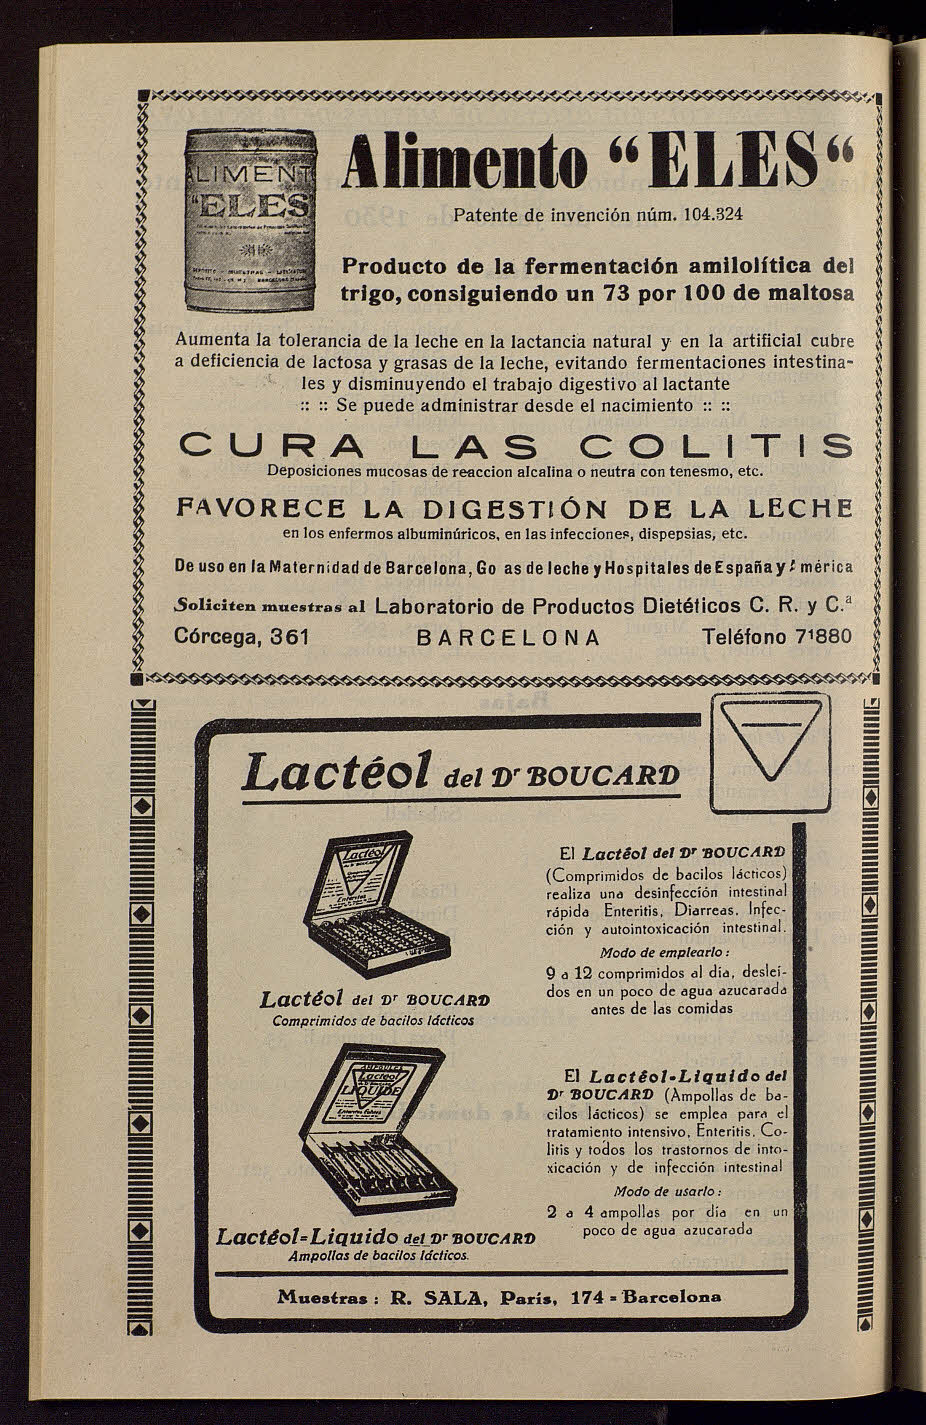 ALIMENT
"ELES
Alimento "ELES"
Patente de invención núm. 104.324
Producto de la fermentación amilolítica del
trigo, consiguiendo un 73 por 100 de maltosa
Aumenta la tolerancia de la leche en la lactancia natural y en la artificial cubre
a deficiencia de lactosa y grasas de la leche, evitando fermentaciones intestina-
les y disminuyendo el trabajo digestivo al lactante
:: :: Se puede administrar desde el nacimiento :: ::
CURA LAS COLITIS
Deposiciones mucosas de reaccion alcalina o neutra con tenesmo, etc.
FAVORECE LA DIGESTIÓN DE LA LECHE
en los enfermos albuminúricos, en las infecciones, dispepsias, etc.
De uso en la Maternidad de Barcelona, Go as de leche y Hospitales de España y mérica
Soliciten muestras al Laboratorio de Productos Dietéticos C. R. y C.ª
Córcega, 361 BARCELONA Teléfono 71880
Lactéol del Dr BOUCARD
Lactéol
El Lactéol del Dr BOUCARD
(Comprimidos de bacilos lácticos)
realiza una desinfección intestinal
rápida Enteritis, Diarreas, Infec-
ción y autointoxicación intestinal.
Modo de emplearlo:
9 a 12 comprimidos al día, desleí-
dos en un poco de agua azucarada
antes de las comidas
Lactéol del Dr BOUCARD
Comprimidos de bacilos lácticos
AMPOULES
Lactéol
LIQUIDE
El Lactéol-Liquido del
Dr BOUCARD (Ampollas de ba-
cilos lácticos) se emplea para el
tratamiento intensivo, Enteritis, Co-
litis y todos los trastornos de into-
xicación y de infección intestinal
Modo de usarlo:
2 a 4 ampollas por día en un
poco de agua azucarada
Lactéol=Liquido del Dr BOUCARD
Ampollas de bacilos lácticos.
Muestras: R. SALA, París, 174 = Barcelona